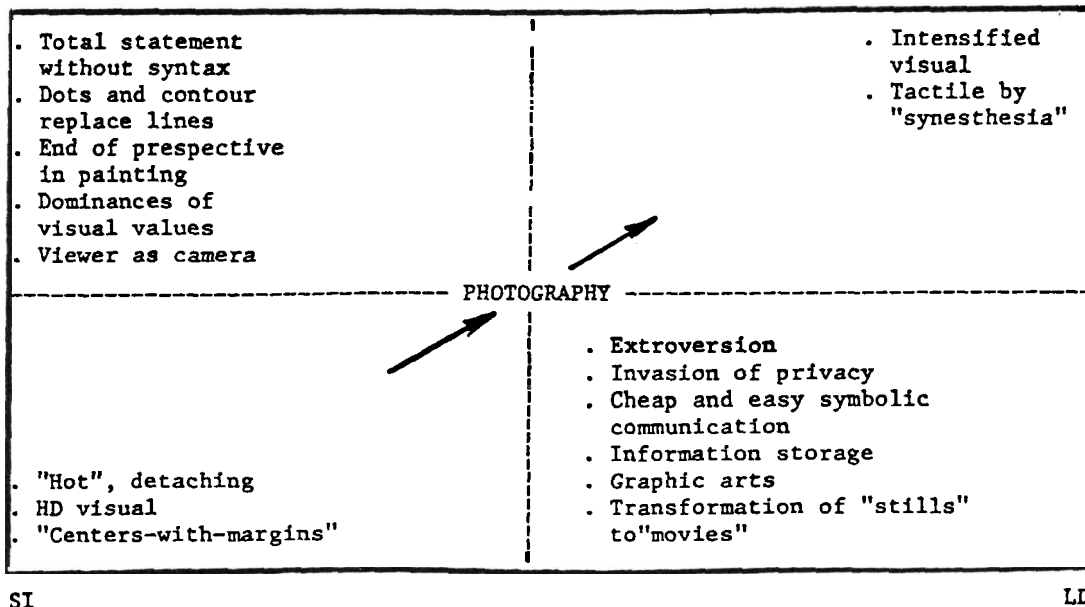 . Total statement
without syntax
. Dots and contour
replace lines
. End of prespective
in painting
. Dominances of
visual values
. Viewer as camera
. Intensified
visual
. Tactile by
"synesthesia"
PHOTOGRAPHY
. "Hot", detaching
. HD visual
. "Centers-with-margins"
. Extroversion
. Invasion of privacy
. Cheap and easy symbolic
communication
. Information storage
. Graphic arts
. Transformation of "stills"
to"movies"
SI